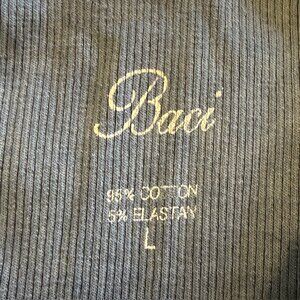 Baci
95% COTTON
5% ELASTAN
L